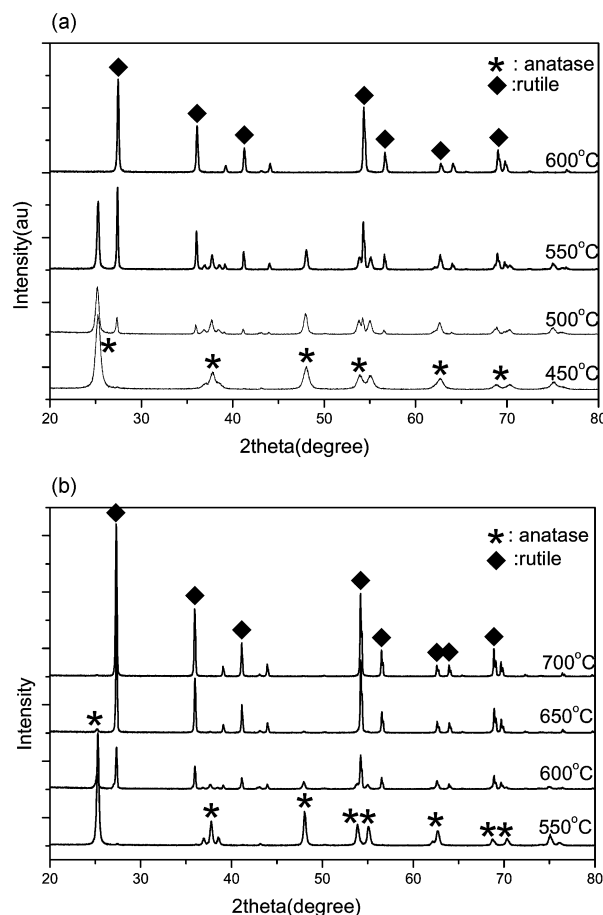 (a)
* : anatase
◆ :rutile
600°C
550°C
500°C
450°C
Intensity(au)
20 30 40 50 60 70 80
2theta(degree)
(b)
* : anatase
◆ :rutile
700°C
650°C
600°C
550°C
Intensity
20 30 40 50 60 70 80
2theta(degree)